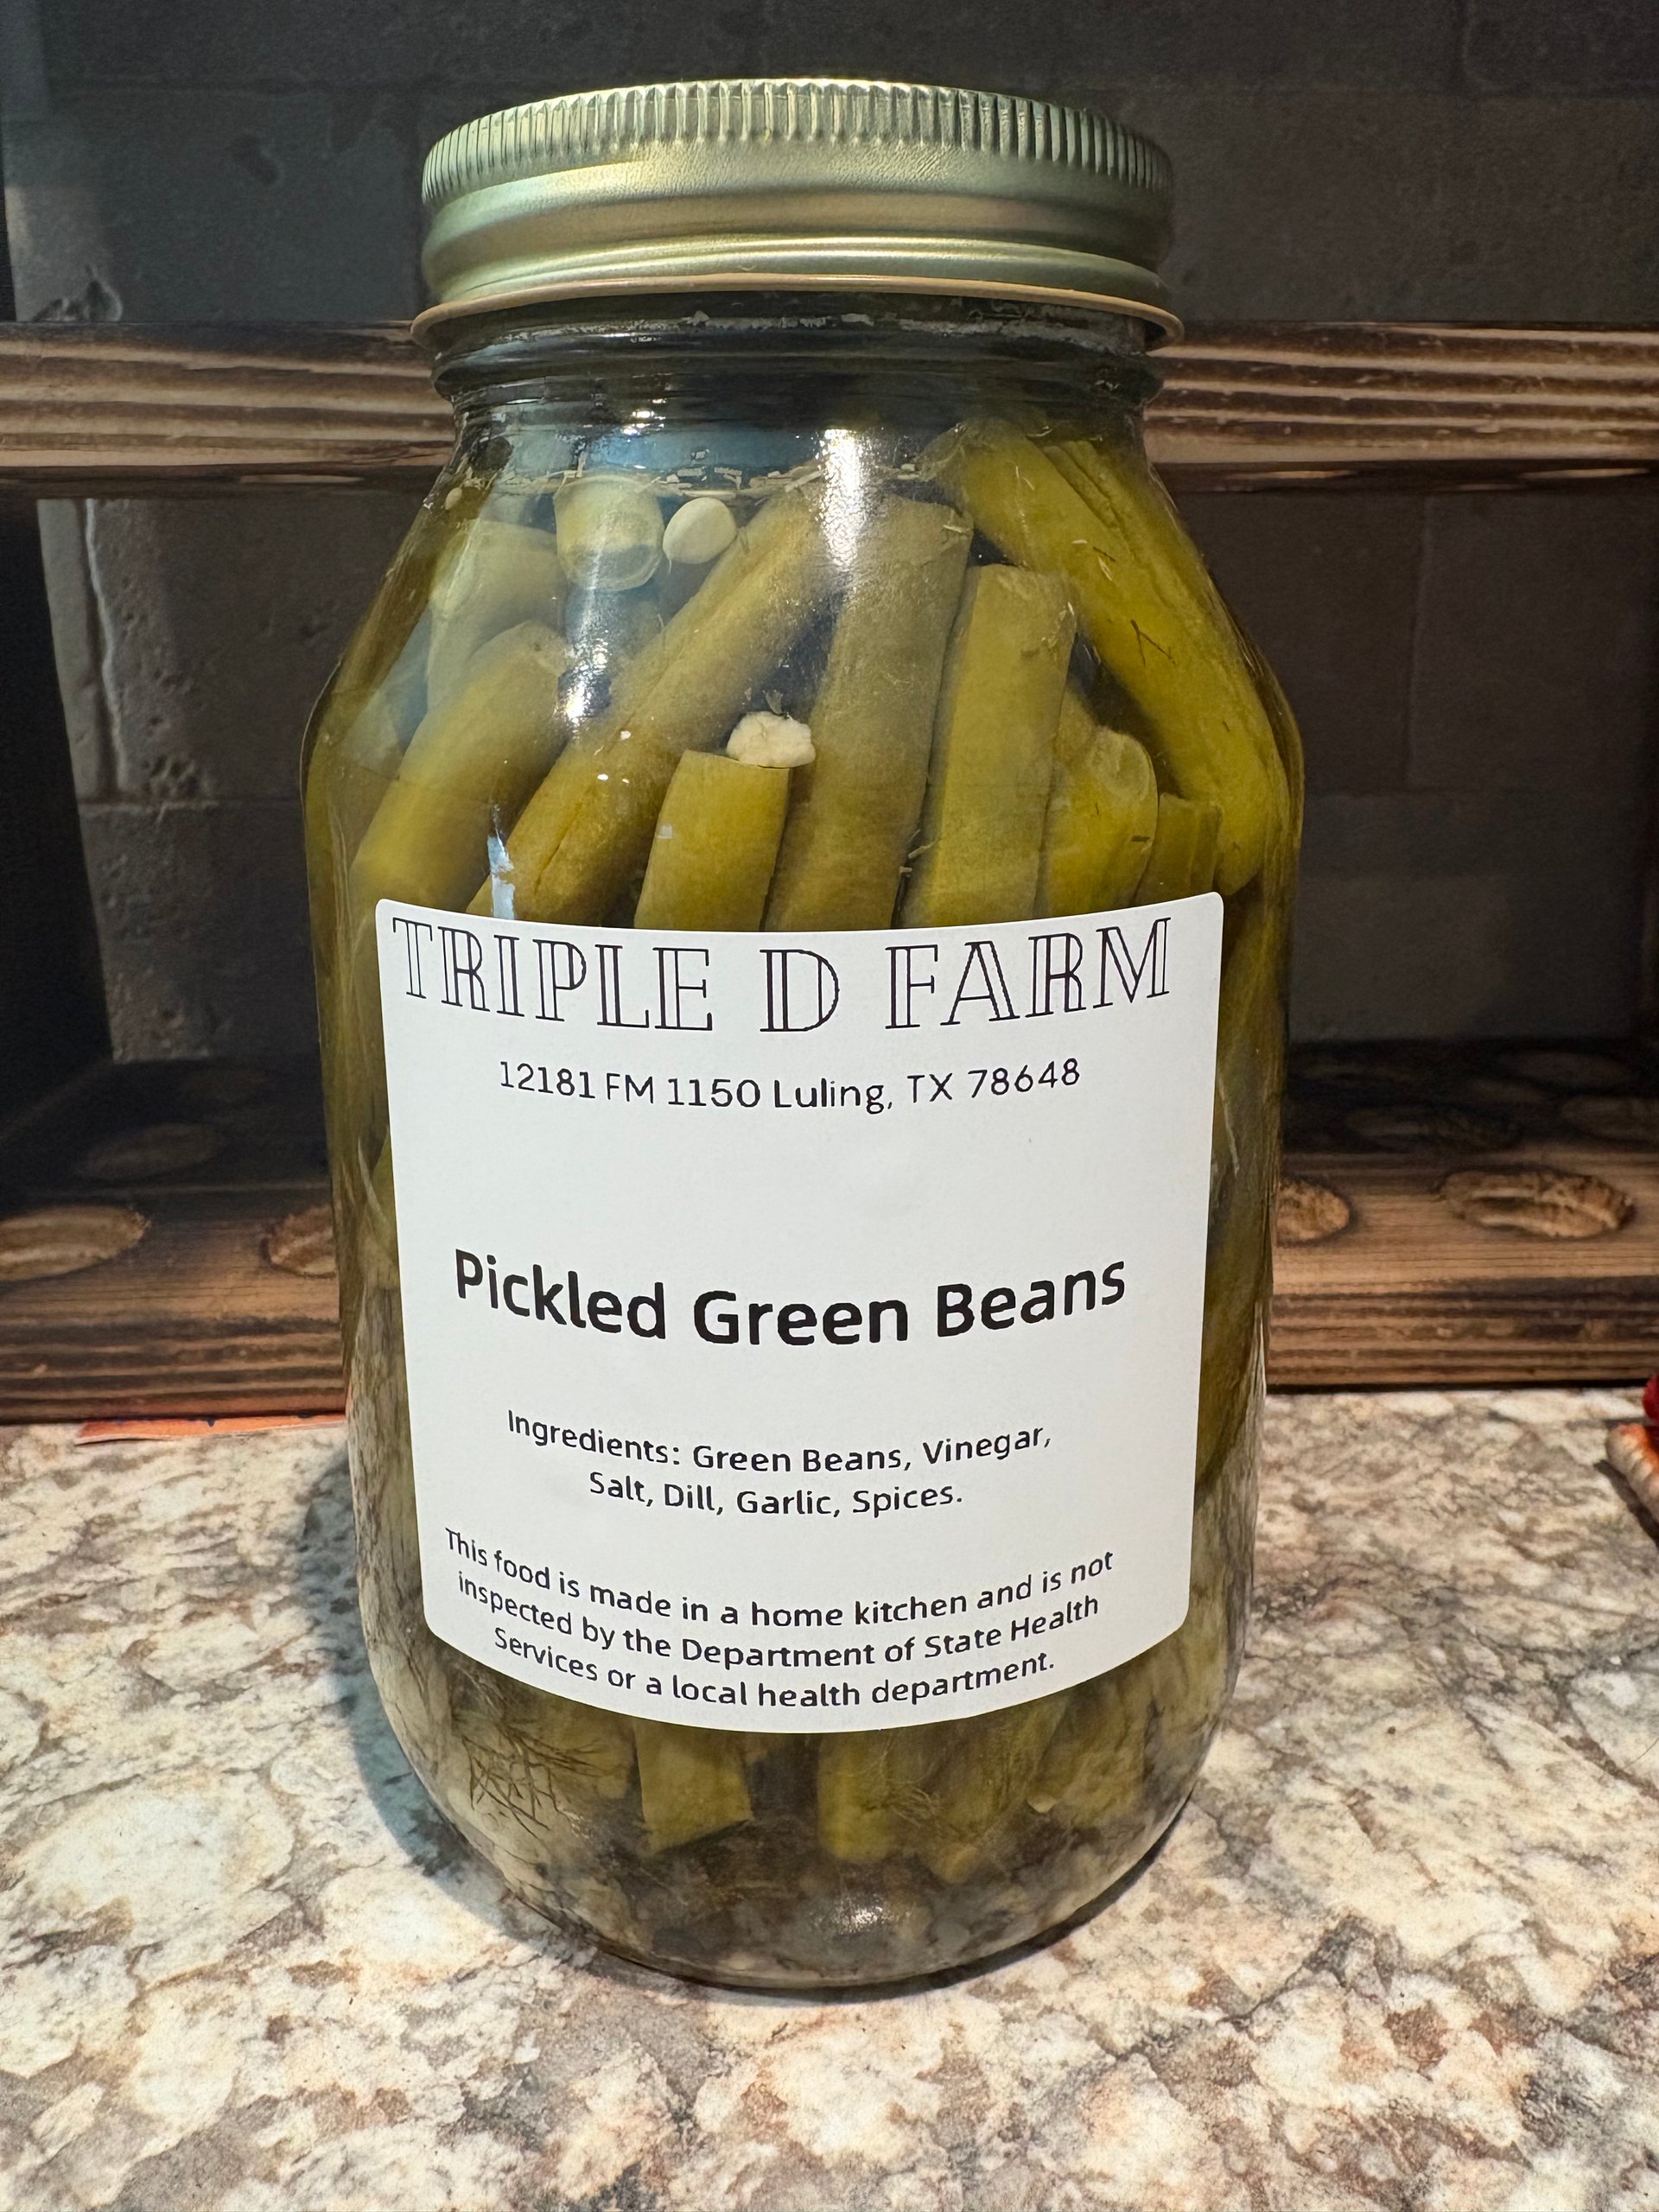 TRIPLE D FARM
12181 FM 1150 Luling, TX 78648
Pickled Green Beans
Ingredients: Green Beans, Vinegar,
Salt, Dill, Garlic, Spices.
This food is made in a home kitchen and is not
inspected by the Department of State Health
Services or a local health department.